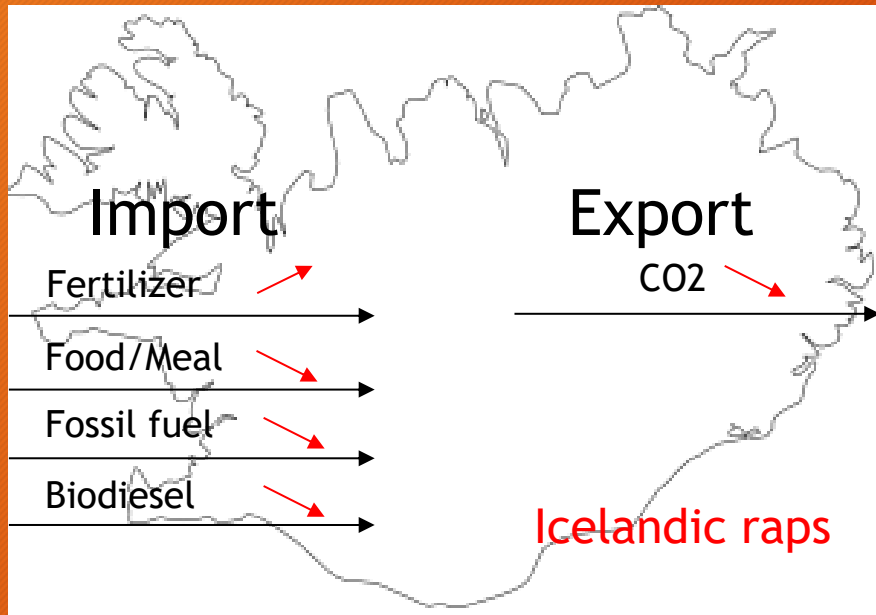 Import
Export
Fertilizer
CO2
Food/Meal
Fossil fuel
Biodiesel
Icelandic raps